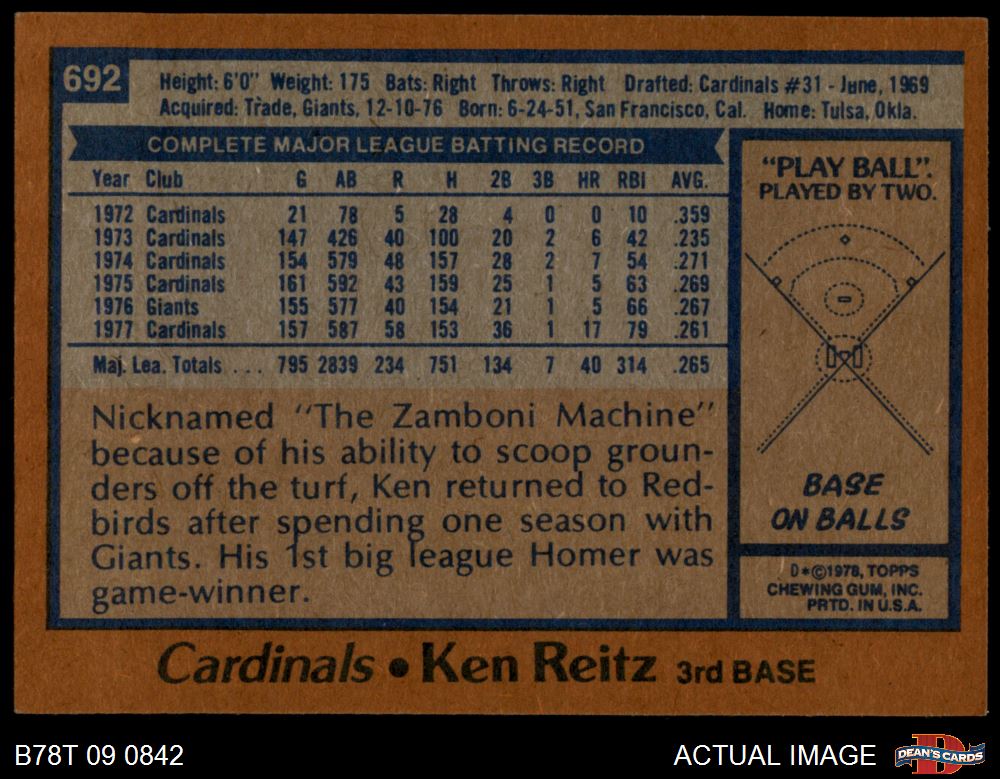 692
Height: 6'0" Weight: 175 Bats: Right Throws: Right Drafted: Cardinals #31 - June, 1969
Acquired: Trade, Giants, 12-10-76 Born: 6-24-51, San Francisco, Cal. Home: Tulsa, Okla.
COMPLETE MAJOR LEAGUE BATTING RECORD
Year Club G AB R H 2B 3B HR RBI AVG.
1972 Cardinals 21 78 5 28 4 0 0 10 .359
1973 Cardinals 147 426 40 100 20 2 6 42 .235
1974 Cardinals 154 579 48 157 28 2 7 54 .271
1975 Cardinals 161 592 43 159 25 1 5 63 .269
1976 Giants 155 577 40 154 21 1 5 66 .267
1977 Cardinals 157 587 58 153 36 1 17 79 .261
Maj. Lea. Totals ... 795 2839 234 751 134 7 40 314 .265
Nicknamed "The Zamboni Machine"
because of his ability to scoop groun-
ders off the turf, Ken returned to Red-
birds after spending one season with
Giants. His 1st big league Homer was
game-winner.
"PLAY BALL".
PLAYED BY TWO.
BASE
ON BALLS
D*©1978, TOPPS
CHEWING GUM, INC.
PRTD. IN U.S.A.
Cardinals • Ken Reitz 3rd BASE
B78T 09 0842
ACTUAL IMAGE
D
DEAN'S CARDS